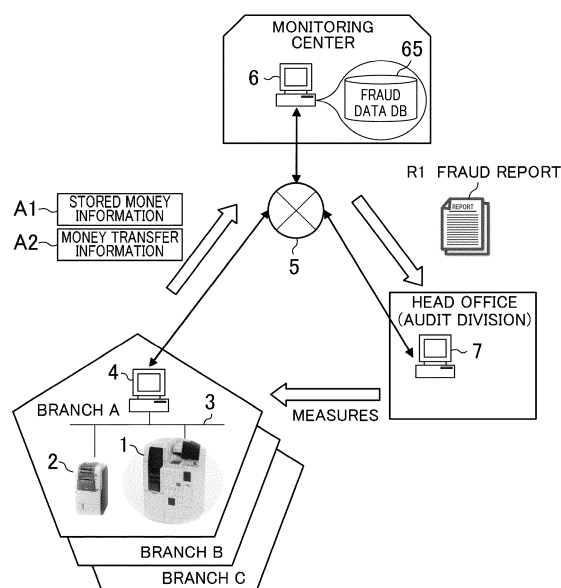 MONITORING
CENTER
65
6
FRAUD
DATA DB
R1 FRAUD REPORT
REPORT
A1
STORED MONEY
INFORMATION
A2
MONEY TRANSFER
INFORMATION
5
HEAD OFFICE
(AUDIT DIVISION)
7
4
BRANCH A
3
MEASURES
1
2
BRANCH B
BRANCH C